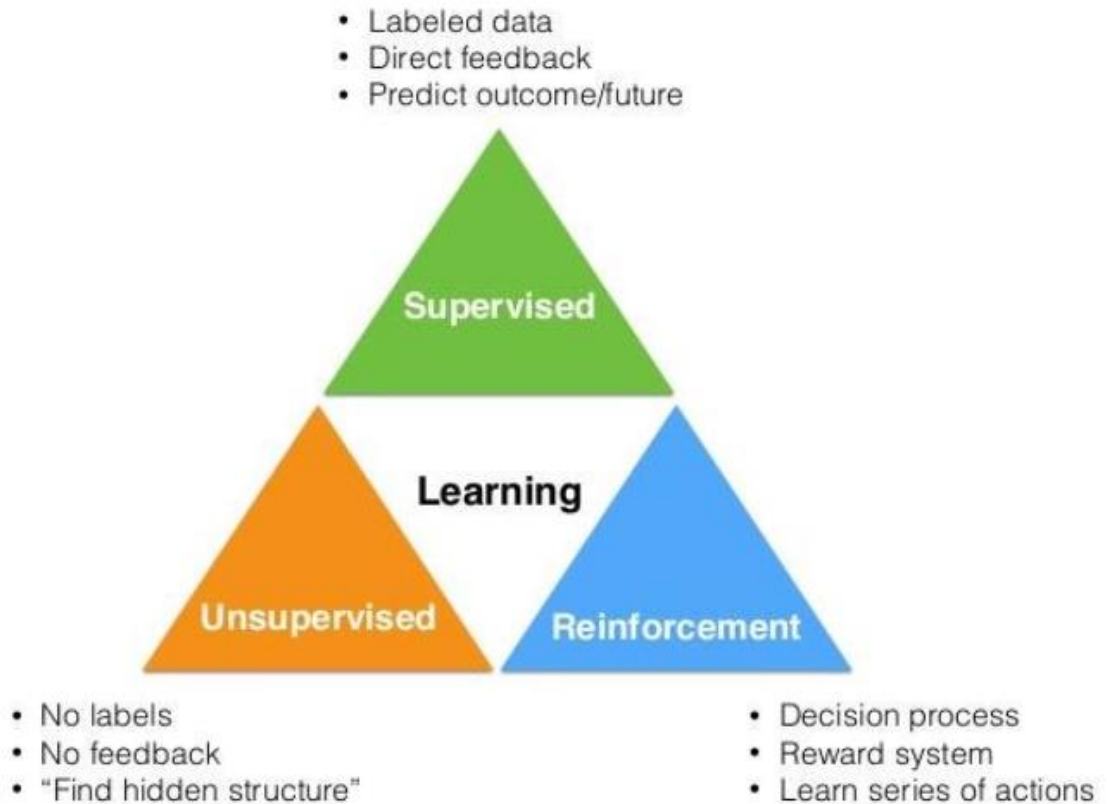 • Labeled data
• Direct feedback
• Predict outcome/future
Supervised
Learning
Unsupervised
Reinforcement
• No labels
• No feedback
• “Find hidden structure”
• Decision process
• Reward system
• Learn series of actions